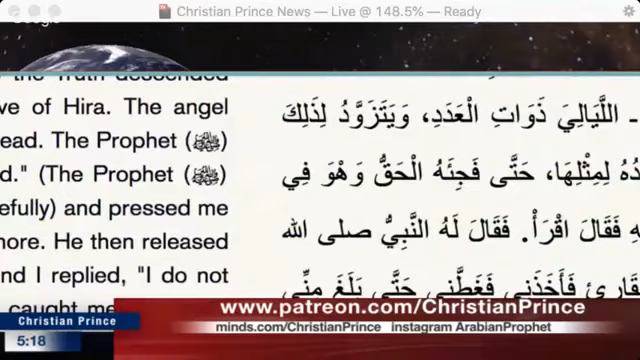 Christian Prince News — Live @ 148.5% — Ready
the Truth descended
ve of Hira. The angel
ead. The Prophet (ﷺ)
d." (The Prophet (ﷺ)
efully) and pressed me
nore. He then released
nd I replied, "I do not
caught me
ـ اللَّيَالِيَ ذَوَاتِ الْعَدَدِ، وَيَتَزَوَّدُ لِذَلِكَ
دُهُ لِمِثْلِهَا، حَتَّى فَجِئَهُ الْحَقُّ وَهْوَ فِي
هِ فَقَالَ اقْرَأْ. فَقَالَ لَهُ النَّبِيُّ صلى الله
قَارِئٍ فَأَخَذَنِي فَغَطَّنِي حَتَّى بَلَغَ مِنِّي
www.patreon.com/ChristianPrince
minds.com/ChristianPrince instagram ArabianProphet
Christian Prince
5:18